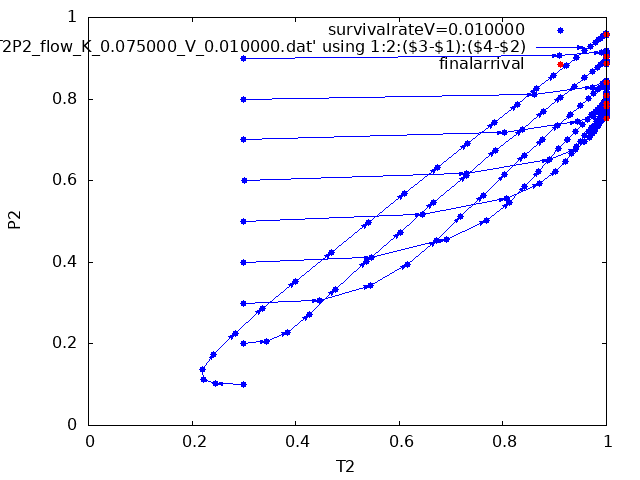 survivalrateV=0.010000
T2P2_flow_K_0.075000_V_0.010000.dat' using 1:2:($3-$1):($4-$2)
finalarrival
1
0.8
0.6
0.4
0.2
0
P2
0 0.2 0.4 0.6 0.8 1
T2